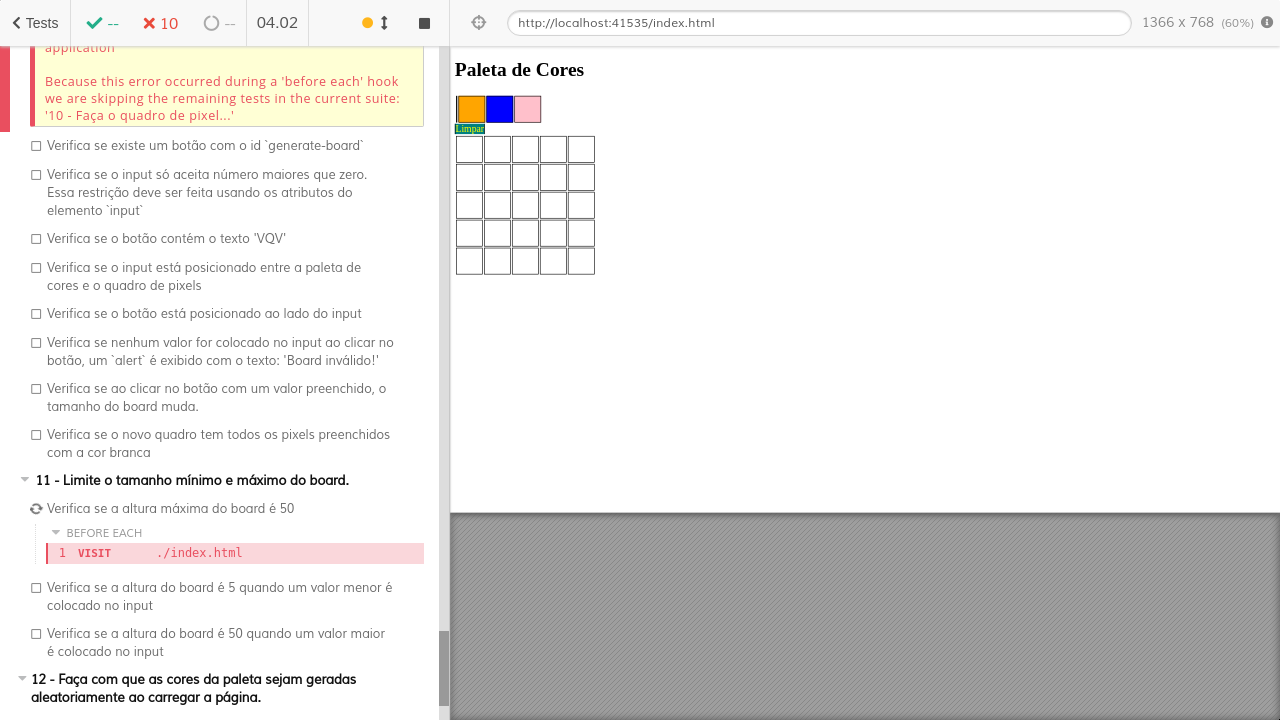 Tests
--
10
--
04.02
http://localhost:41535/index.html
1366 x 768 (60%)
application
Because this error occurred during a 'before each' hook
we are skipping the remaining tests in the current suite:
'10 - Faça o quadro de pixel...'
Verifica se existe um botão com o id `generate-board`
Verifica se o input só aceita número maiores que zero.
Essa restrição deve ser feita usando os atributos do
elemento `input`
Verifica se o botão contém o texto 'VQV'
Verifica se o input está posicionado entre a paleta de
cores e o quadro de pixels
Verifica se o botão está posicionado ao lado do input
Verifica se nenhum valor for colocado no input ao clicar no
botão, um `alert` é exibido com o texto: 'Board inválido!'
Verifica se ao clicar no botão com um valor preenchido, o
tamanho do board muda.
Verifica se o novo quadro tem todos os pixels preenchidos
com a cor branca
11 - Limite o tamanho mínimo e máximo do board.
Verifica se a altura máxima do board é 50
BEFORE EACH
1 VISIT ./index.html
Verifica se a altura do board é 5 quando um valor menor é
colocado no input
Verifica se a altura do board é 50 quando um valor maior
é colocado no input
12 - Faça com que as cores da paleta sejam geradas
aleatoriamente ao carregar a página.
Paleta de Cores
Limpar